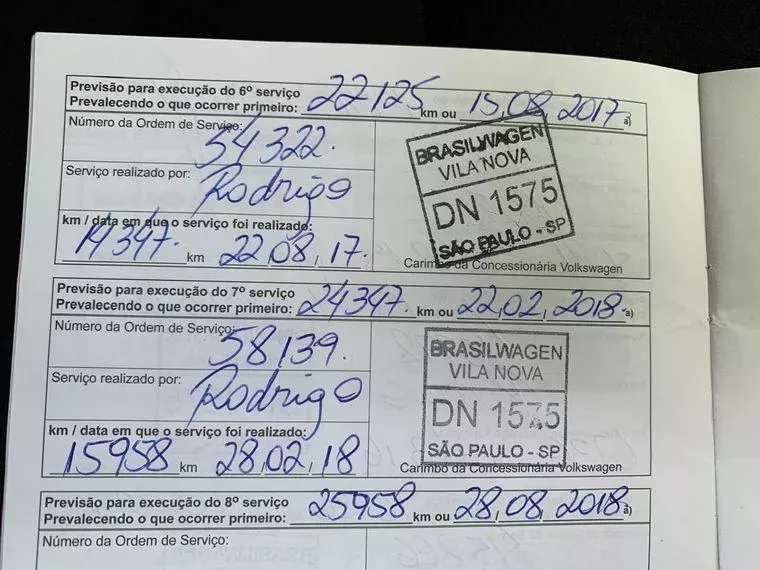 Previsão para execução do 6º serviço
Prevalecendo o que ocorrer primeiro: 22125 km ou 15,08,2017 a)
Número da Ordem de Serviço:
54322.
Serviço realizado por: Rodrigo
km / data em que o serviço foi realizado:
14347. km 22,08,17.
BRASILWAGEN
VILA NOVA
DN 1575
SÃO PAULO - SP
Carimbo da Concessionária Volkswagen
Previsão para execução do 7º serviço
Prevalecendo o que ocorrer primeiro: 24347. km ou 22,02,2018 a)
Número da Ordem de Serviço:
58139.
Serviço realizado por: Rodrigo
km / data em que o serviço foi realizado:
15958 km 28,02,18
BRASILWAGEN
VILA NOVA
DN 1575
SÃO PAULO - SP
Carimbo da Concessionária Volkswagen
Previsão para execução do 8º serviço
Prevalecendo o que ocorrer primeiro: 25958 km ou 28,08,2018 a)
Número da Ordem de Serviço: